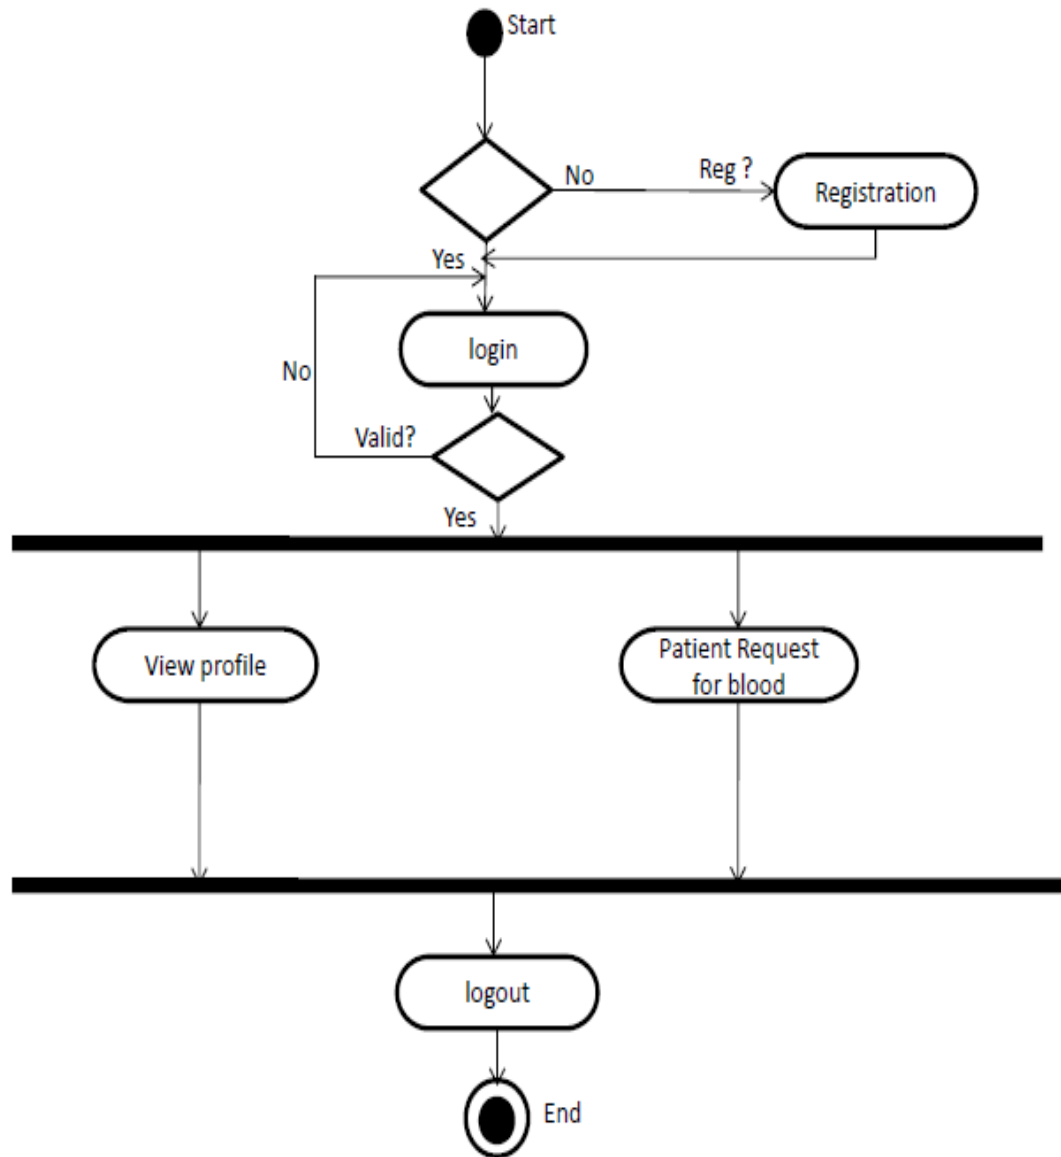 Start
No
Reg ?
Registration
Yes
login
No
Valid?
Yes
View profile
Patient Request
for blood
logout
End